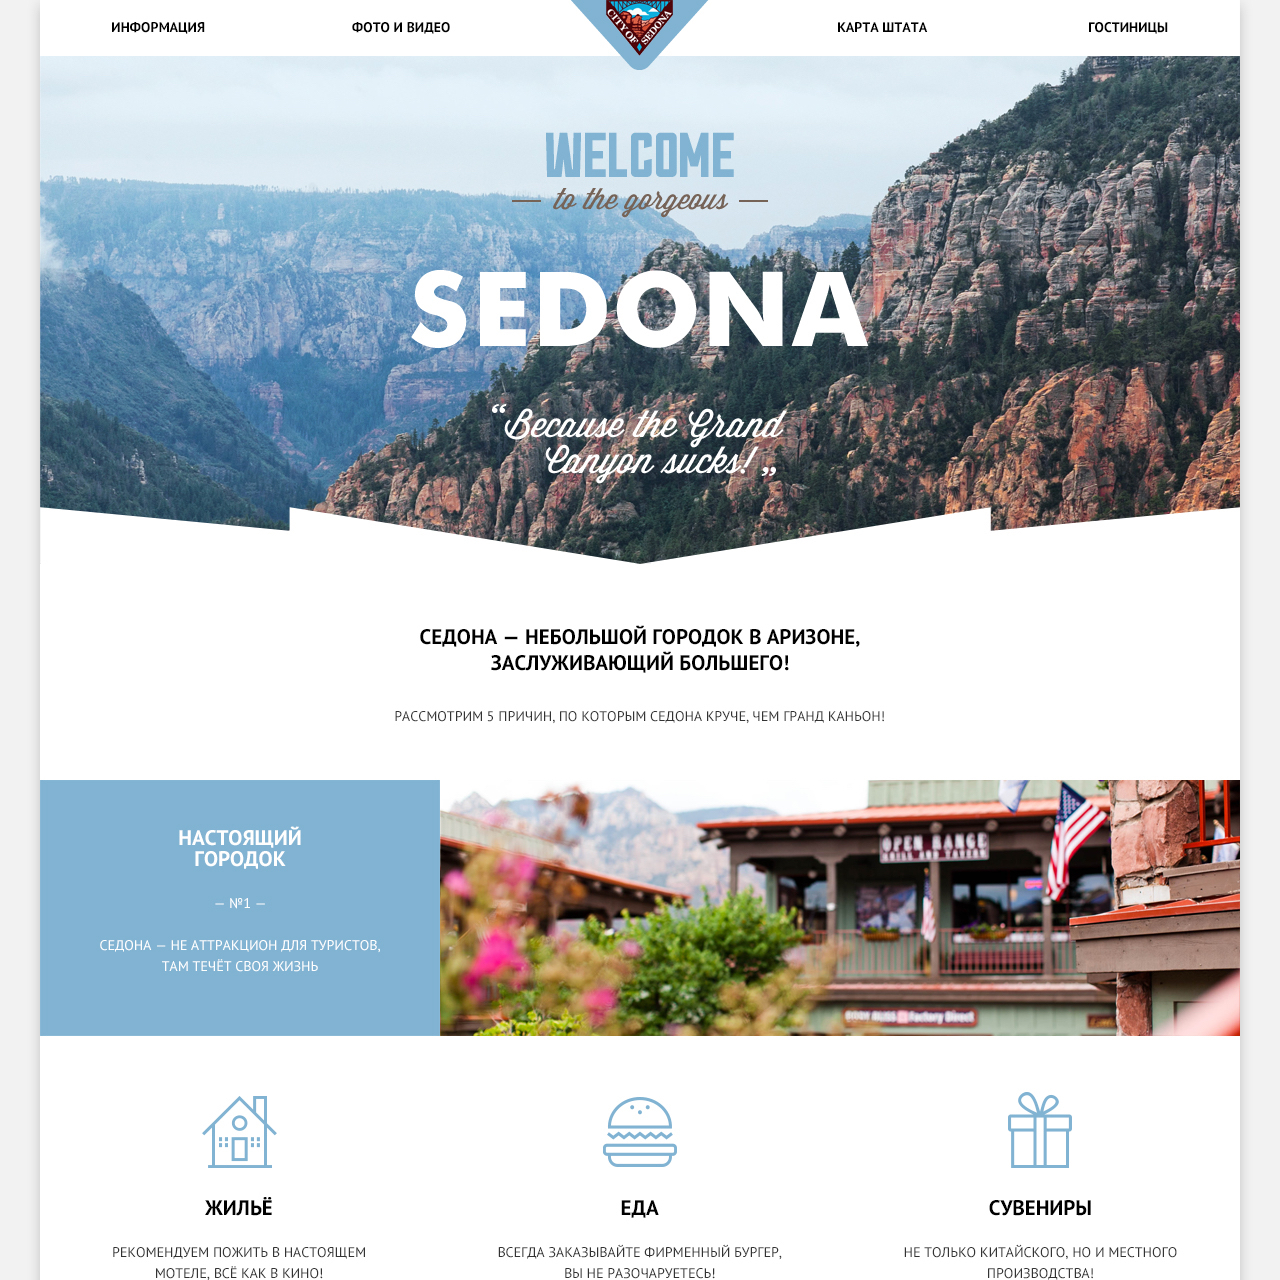 ИНФОРМАЦИЯ
ФОТО И ВИДЕО
CITY OF SEDONA
КАРТА ШТАТА
ГОСТИНИЦЫ
WELCOME
— to the gorgeous —
SEDONA
“Because the Grand
Canyon sucks!„
СЕДОНА — НЕБОЛЬШОЙ ГОРОДОК В АРИЗОНЕ,
ЗАСЛУЖИВАЮЩИЙ БОЛЬШЕГО!
РАССМОТРИМ 5 ПРИЧИН, ПО КОТОРЫМ СЕДОНА КРУЧЕ, ЧЕМ ГРАНД КАНЬОН!
НАСТОЯЩИЙ
ГОРОДОК
— №1 —
СЕДОНА — НЕ АТТРАКЦИОН ДЛЯ ТУРИСТОВ,
ТАМ ТЕЧЁТ СВОЯ ЖИЗНЬ
OPEN RANGE
GRILL AND TAVERN
Factory Direct
ЖИЛЬЁ
РЕКОМЕНДУЕМ ПОЖИТЬ В НАСТОЯЩЕМ
МОТЕЛЕ, ВСЁ КАК В КИНО!
ЕДА
ВСЕГДА ЗАКАЗЫВАЙТЕ ФИРМЕННЫЙ БУРГЕР,
ВЫ НЕ РАЗОЧАРУЕТЕСЬ!
СУВЕНИРЫ
НЕ ТОЛЬКО КИТАЙСКОГО, НО И МЕСТНОГО
ПРОИЗВОДСТВА!